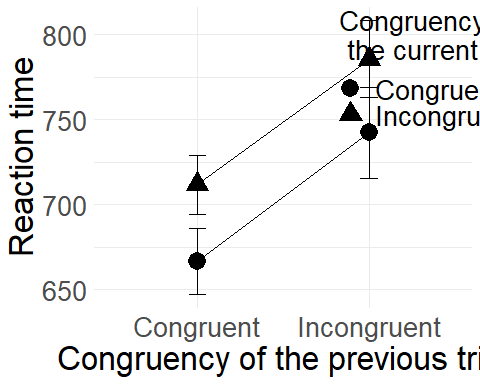 Congruency
the current
Congrue
Incongru
800
750
700
650
Reaction time
Congruent Incongruent
Congruency of the previous tri